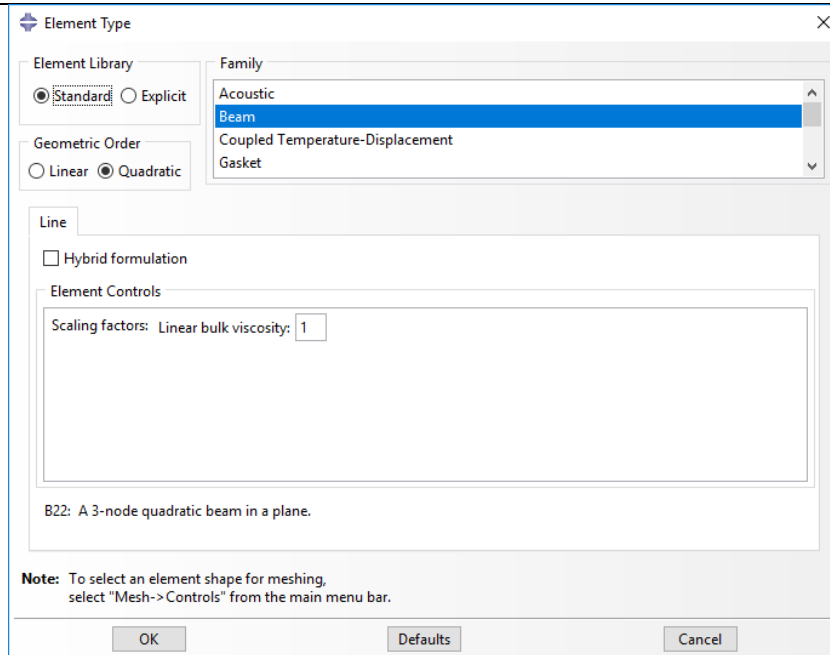 Element Type
Element Library
Standard Explicit
Geometric Order
Linear Quadratic
Family
Acoustic
Beam
Coupled Temperature-Displacement
Gasket
Line
Hybrid formulation
Element Controls
Scaling factors: Linear bulk viscosity: 1
B22: A 3-node quadratic beam in a plane.
Note: To select an element shape for meshing,
select "Mesh->Controls" from the main menu bar.
OK Defaults Cancel